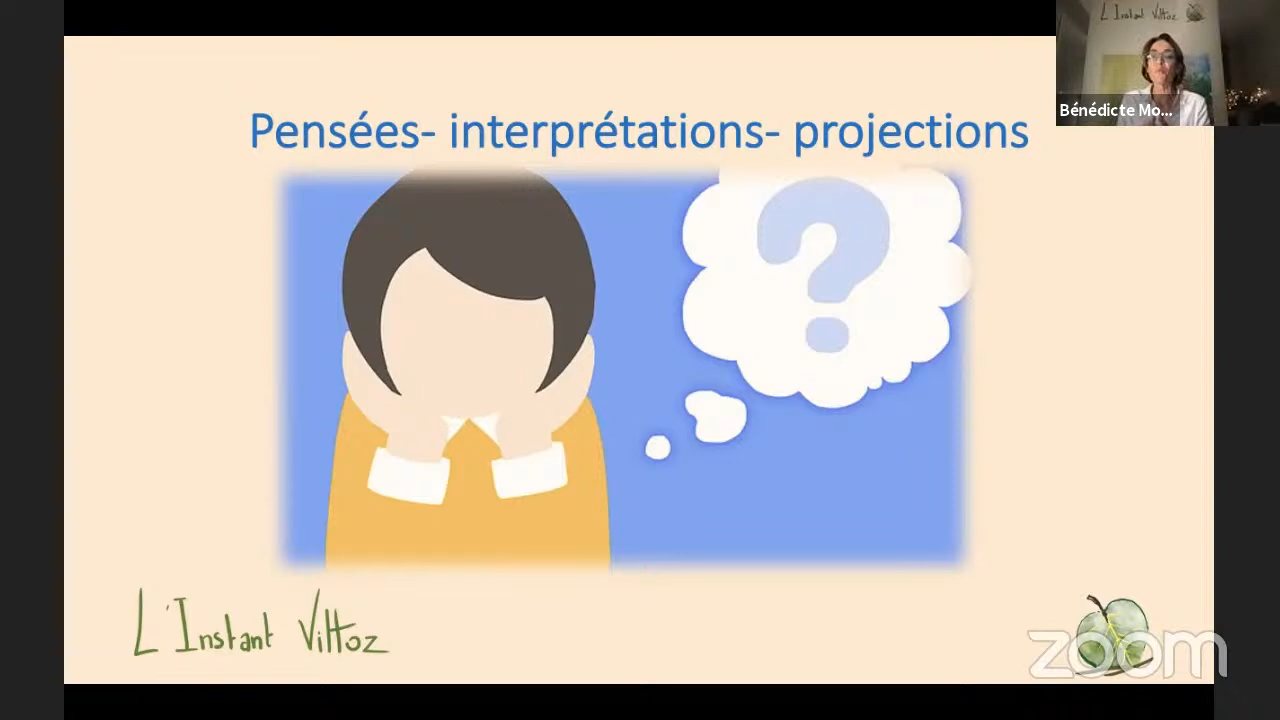 L'Instant Vittoz
Bénédicte Mo...
Pensées- interprétations- projections
?
L'Instant Vittoz
zoom